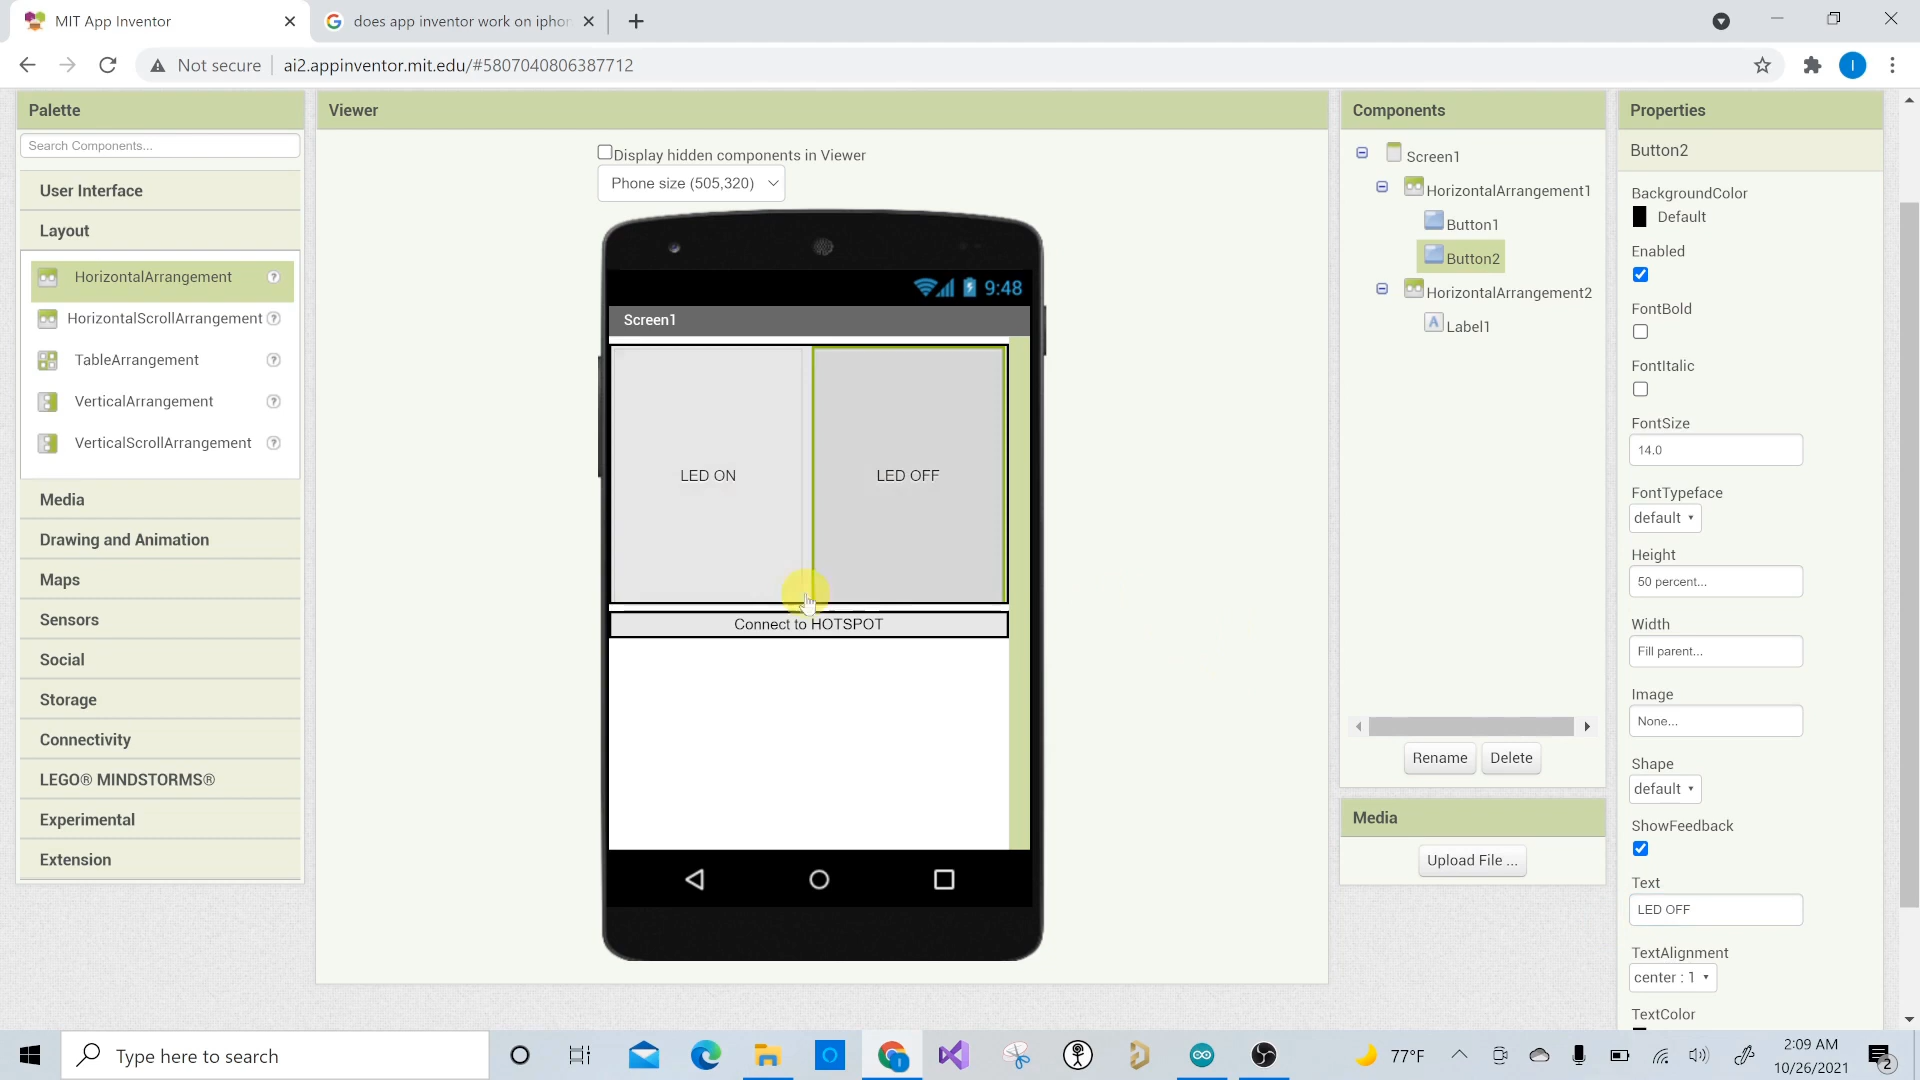 MIT App Inventor
does app inventor work on iphor
Not secure
ai2.appinventor.mit.edu/#5807040806387712
Palette
Search Components...
User Interface
Layout
HorizontalArrangement
HorizontalScrollArrangement
TableArrangement
VerticalArrangement
VerticalScrollArrangement
Media
Drawing and Animation
Maps
Sensors
Social
Storage
Connectivity
LEGO® MINDSTORMS®
Experimental
Extension
Viewer
Display hidden components in Viewer
Phone size (505,320)
9:48
Screen1
LED ON
LED OFF
Connect to HOTSPOT
Components
Screen1
HorizontalArrangement1
Button1
Button2
HorizontalArrangement2
Label1
Rename
Delete
Media
Upload File ...
Properties
Button2
BackgroundColor
Default
Enabled
FontBold
FontItalic
FontSize
14.0
FontTypeface
default
Height
50 percent...
Width
Fill parent...
Image
None...
Shape
default
ShowFeedback
Text
LED OFF
TextAlignment
center : 1
TextColor
Type here to search
77°F
2:09 AM
10/26/2021
2